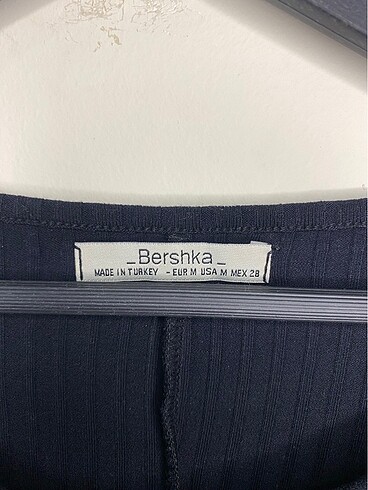 _Bershka_
MADE IN TURKEY - EUR M USA M MEX 28